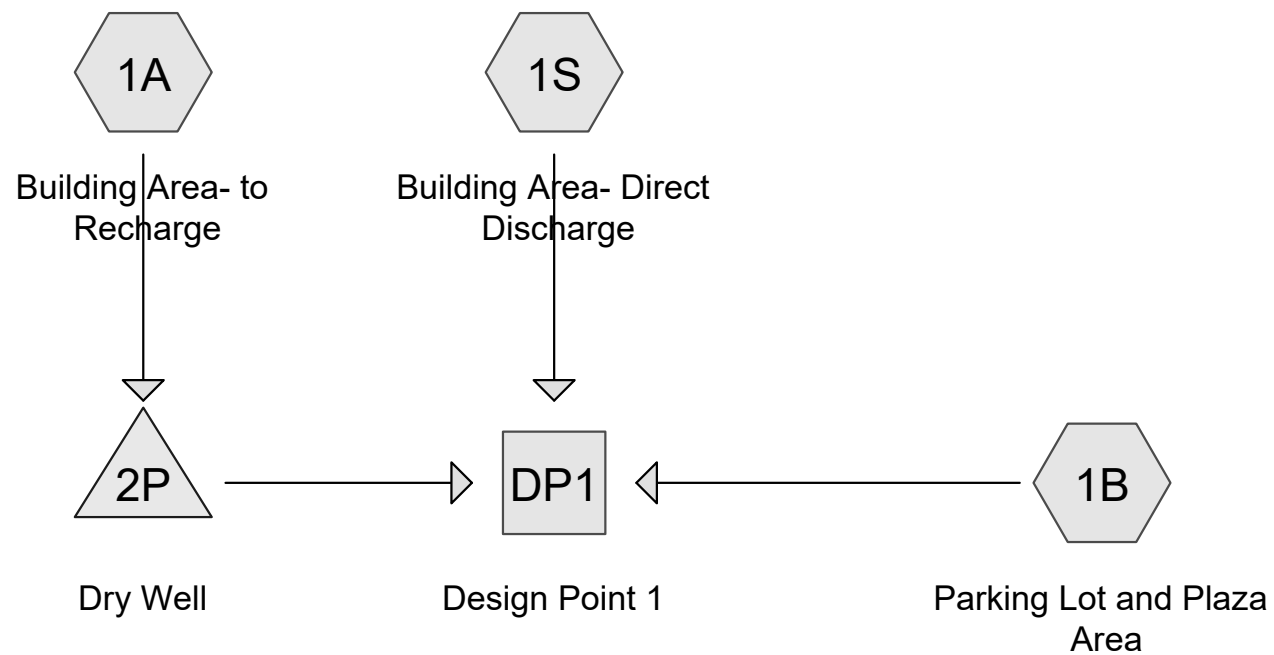 1A
Building Area- to
Recharge
1S
Building Area- Direct
Discharge
2P
Dry Well
DP1
Design Point 1
1B
Parking Lot and Plaza
Area